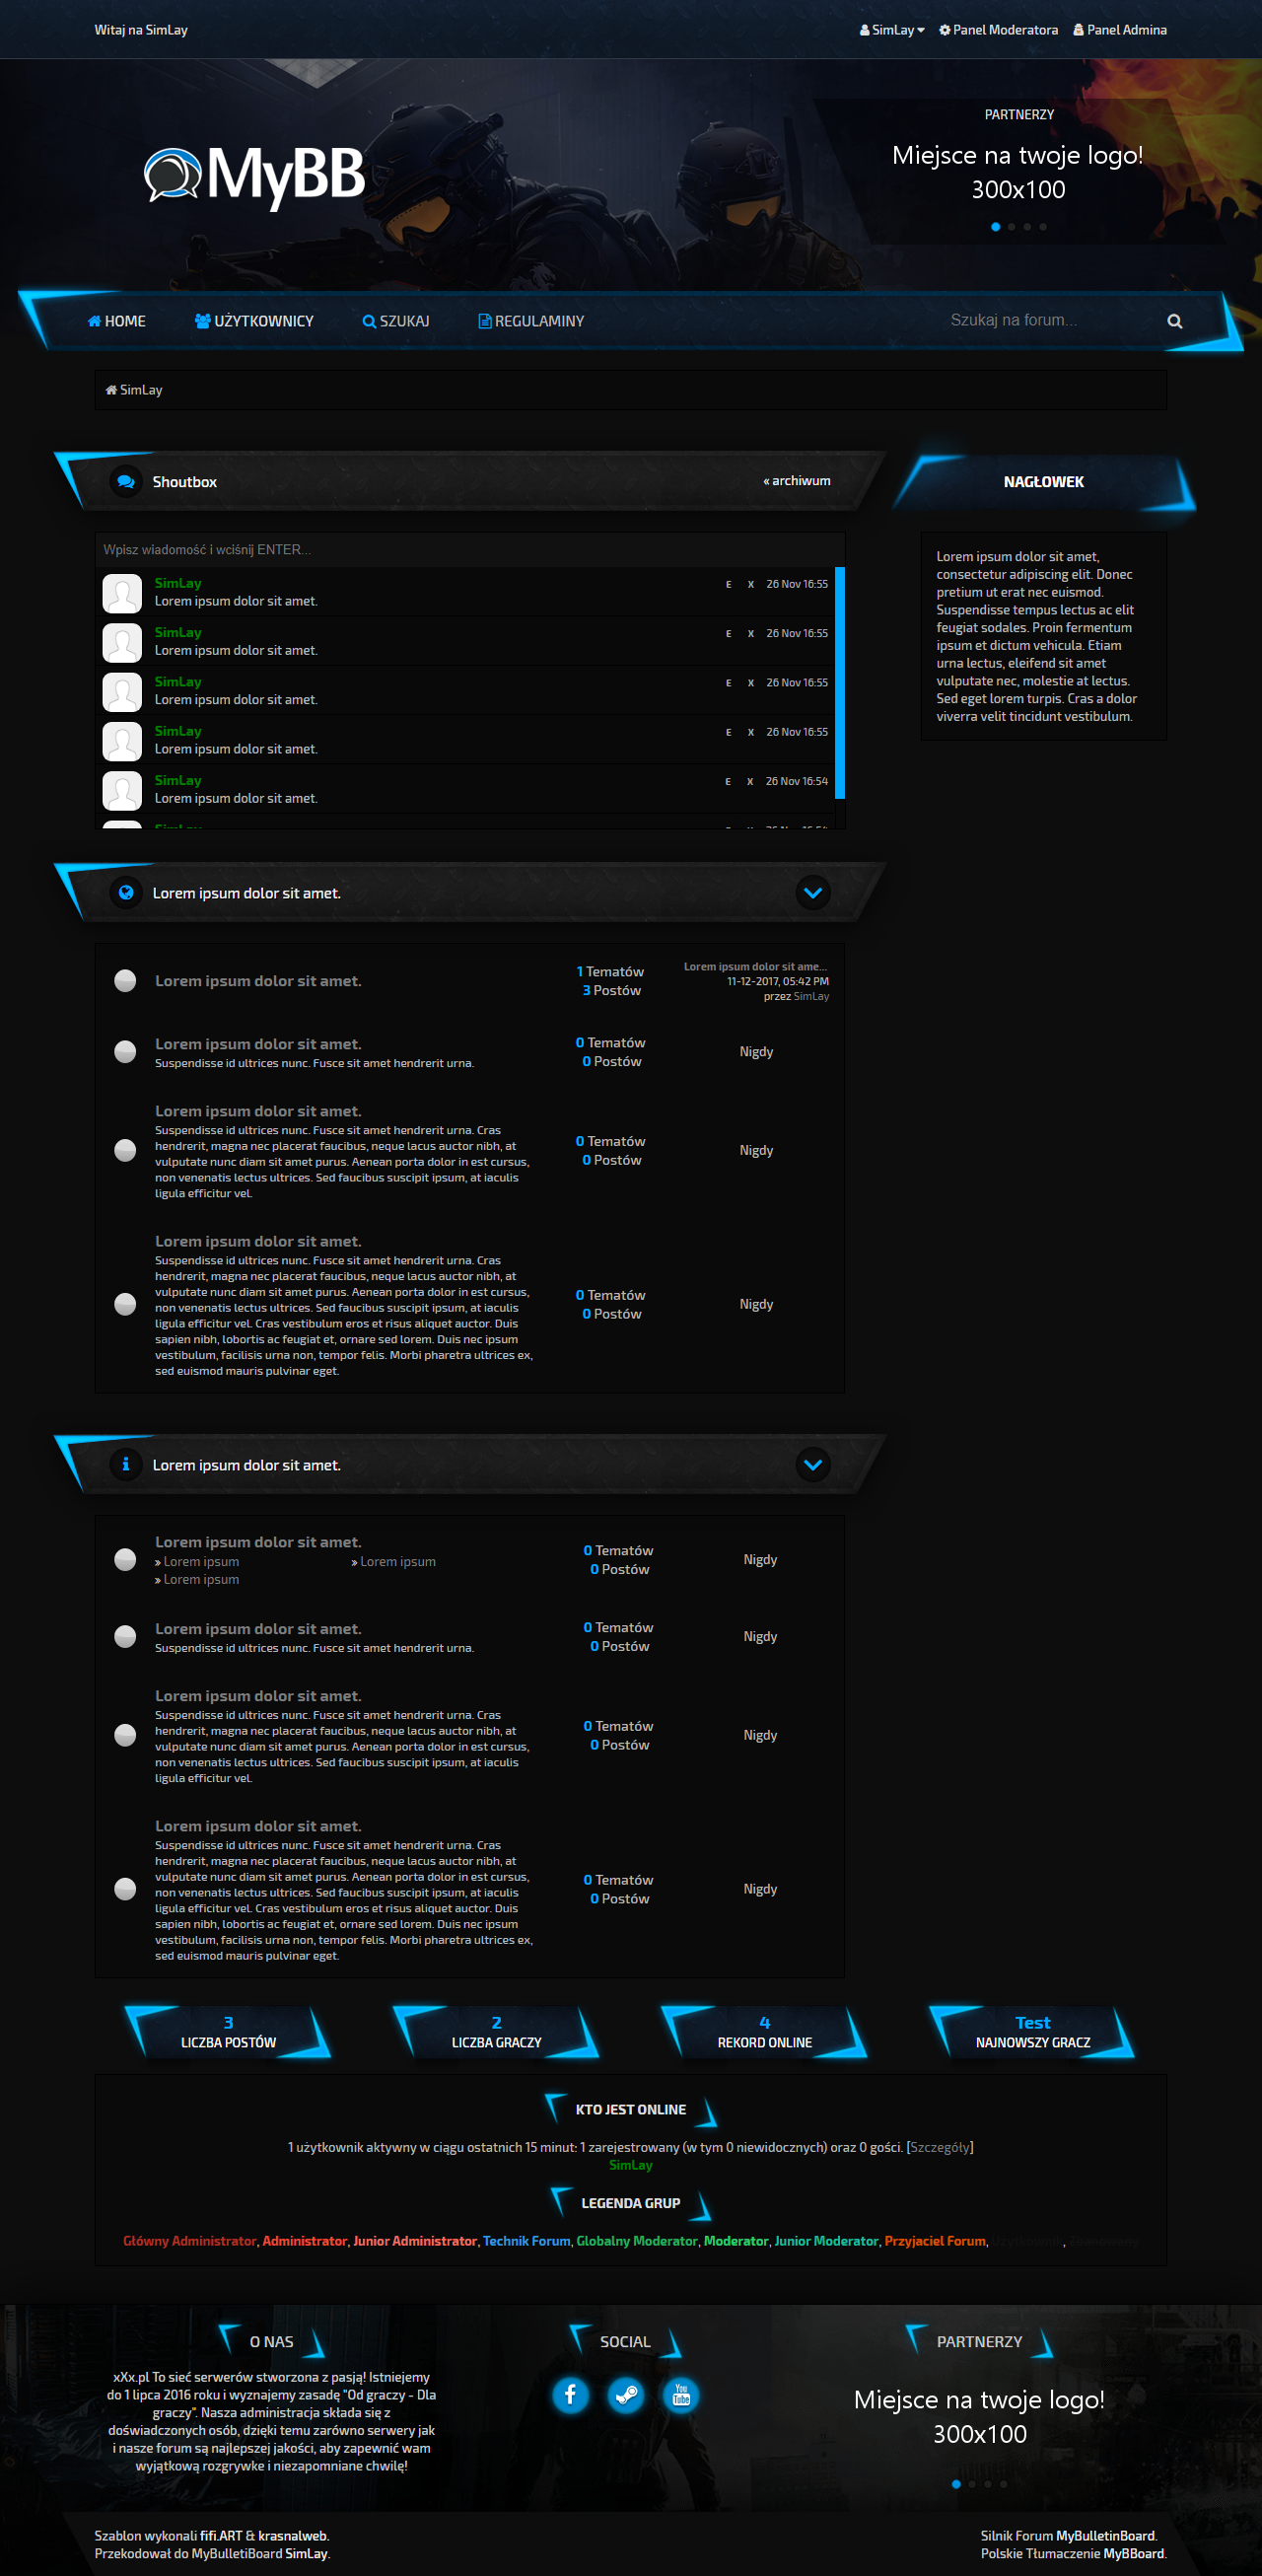 Witaj na SimLay
SimLay Panel Moderatora Panel Admina
PARTNERZY
Miejsce na twoje logo!
300x100
MyBB
HOME UŻYTKOWNICY SZUKAJ REGULAMINY Szukaj na forum...
SimLay
Shoutbox « archiwum
Wpisz wiadomość i wciśnij ENTER...
SimLay E X 26 Nov 16:55
Lorem ipsum dolor sit amet.
SimLay E X 26 Nov 16:55
Lorem ipsum dolor sit amet.
SimLay E X 26 Nov 16:55
Lorem ipsum dolor sit amet.
SimLay E X 26 Nov 16:55
Lorem ipsum dolor sit amet.
SimLay E X 26 Nov 16:54
Lorem ipsum dolor sit amet.
SimLay E X 26 Nov 16:54
NAGŁOWEK
Lorem ipsum dolor sit amet,
consectetur adipiscing elit. Donec
pretium ut erat nec euismod.
Suspendisse tempus lectus ac elit
feugiat sodales. Proin fermentum
ipsum et dictum vehicula. Etiam
urna lectus, eleifend sit amet
vulputate nec, molestie at lectus.
Sed eget lorem turpis. Cras a dolor
viverra velit tincidunt vestibulum.
Lorem ipsum dolor sit amet.
Lorem ipsum dolor sit amet.
1 Tematów
3 Postów
Lorem ipsum dolor sit ame...
11-12-2017, 05:42 PM
przez SimLay
Lorem ipsum dolor sit amet.
Suspendisse id ultrices nunc. Fusce sit amet hendrerit urna.
0 Tematów
0 Postów
Nigdy
Lorem ipsum dolor sit amet.
Suspendisse id ultrices nunc. Fusce sit amet hendrerit urna. Cras
hendrerit, magna nec placerat faucibus, neque lacus auctor nibh, at
vulputate nunc diam sit amet purus. Aenean porta dolor in est cursus,
non venenatis lectus ultrices. Sed faucibus suscipit ipsum, at iaculis
ligula efficitur vel.
0 Tematów
0 Postów
Nigdy
Lorem ipsum dolor sit amet.
Suspendisse id ultrices nunc. Fusce sit amet hendrerit urna. Cras
hendrerit, magna nec placerat faucibus, neque lacus auctor nibh, at
vulputate nunc diam sit amet purus. Aenean porta dolor in est cursus,
non venenatis lectus ultrices. Sed faucibus suscipit ipsum, at iaculis
ligula efficitur vel. Cras vestibulum eros et risus aliquet auctor. Duis
sapien nibh, lobortis ac feugiat et, ornare sed lorem. Duis nec ipsum
vestibulum, facilisis urna non, tempor felis. Morbi pharetra ultrices ex,
sed euismod mauris pulvinar eget.
0 Tematów
0 Postów
Nigdy
Lorem ipsum dolor sit amet.
Lorem ipsum dolor sit amet.
» Lorem ipsum » Lorem ipsum
» Lorem ipsum
0 Tematów
0 Postów
Nigdy
Lorem ipsum dolor sit amet.
Suspendisse id ultrices nunc. Fusce sit amet hendrerit urna.
0 Tematów
0 Postów
Nigdy
Lorem ipsum dolor sit amet.
Suspendisse id ultrices nunc. Fusce sit amet hendrerit urna. Cras
hendrerit, magna nec placerat faucibus, neque lacus auctor nibh, at
vulputate nunc diam sit amet purus. Aenean porta dolor in est cursus,
non venenatis lectus ultrices. Sed faucibus suscipit ipsum, at iaculis
ligula efficitur vel.
0 Tematów
0 Postów
Nigdy
Lorem ipsum dolor sit amet.
Suspendisse id ultrices nunc. Fusce sit amet hendrerit urna. Cras
hendrerit, magna nec placerat faucibus, neque lacus auctor nibh, at
vulputate nunc diam sit amet purus. Aenean porta dolor in est cursus,
non venenatis lectus ultrices. Sed faucibus suscipit ipsum, at iaculis
ligula efficitur vel. Cras vestibulum eros et risus aliquet auctor. Duis
sapien nibh, lobortis ac feugiat et, ornare sed lorem. Duis nec ipsum
vestibulum, facilisis urna non, tempor felis. Morbi pharetra ultrices ex,
sed euismod mauris pulvinar eget.
0 Tematów
0 Postów
Nigdy
3
LICZBA POSTÓW
2
LICZBA GRACZY
4
REKORD ONLINE
Test
NAJNOWSZY GRACZ
KTO JEST ONLINE
1 użytkownik aktywny w ciągu ostatnich 15 minut: 1 zarejestrowany (w tym 0 niewidocznych) oraz 0 gości. [Szczegóły]
SimLay
LEGENDA GRUP
Główny Administrator, Administrator, Junior Administrator, Technik Forum, Globalny Moderator, Moderator, Junior Moderator, Przyjaciel Forum,
O NAS
xXx.pl To sieć serwerów stworzona z pasją! Istniejemy
do 1 lipca 2016 roku i wyznajemy zasadę "Od graczy - Dla
graczy". Nasza administracja składa się z
doświadczonych osób, dzięki temu zarówno serwery jak
i nasze forum są najlepszej jakości, aby zapewnić wam
wyjątkową rozgrywke i niezapomniane chwilę!
SOCIAL
You Tube
PARTNERZY
Miejsce na twoje logo!
300x100
Szablon wykonali fifi.ART & krasnalweb.
Przekodował do MyBulletiBoard SimLay.
Silnik Forum MyBulletinBoard.
Polskie Tłumaczenie MyBBoard.